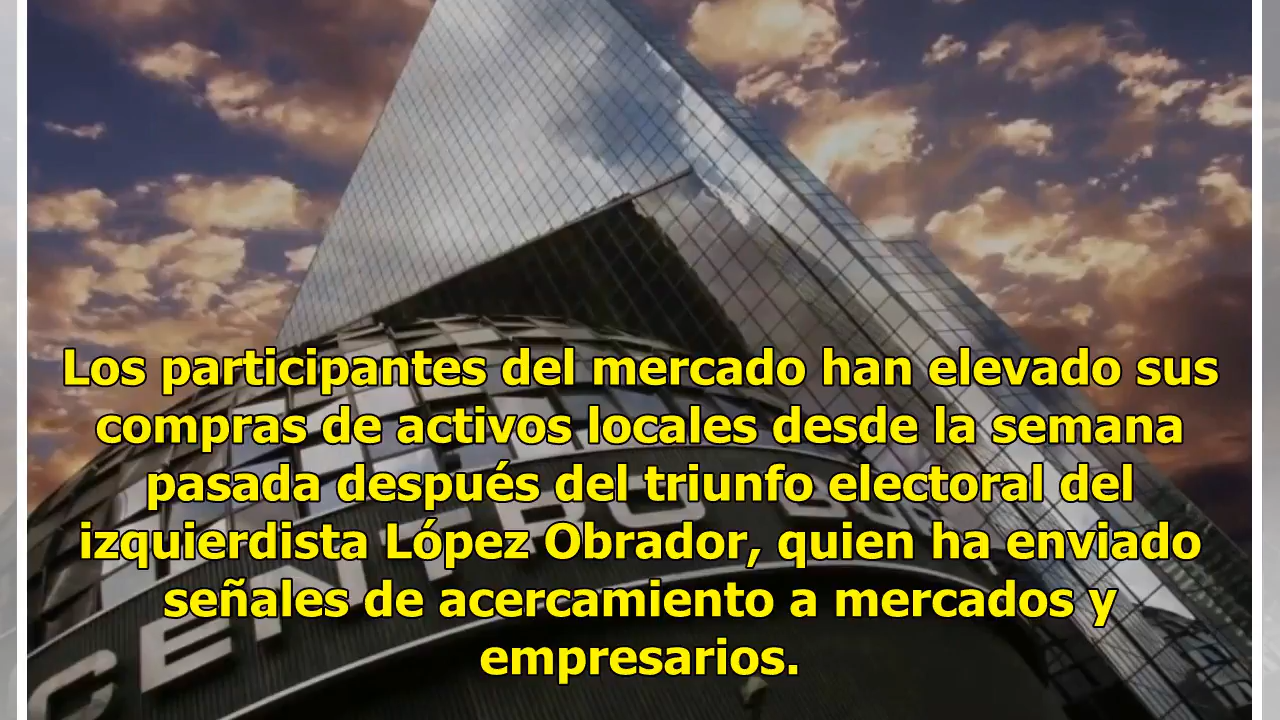 Los participantes del mercado han elevado sus
compras de activos locales desde la semana
pasada después del triunfo electoral del
izquierdista López Obrador, quien ha enviado
señales de acercamiento a mercados y
empresarios.
CENTRO